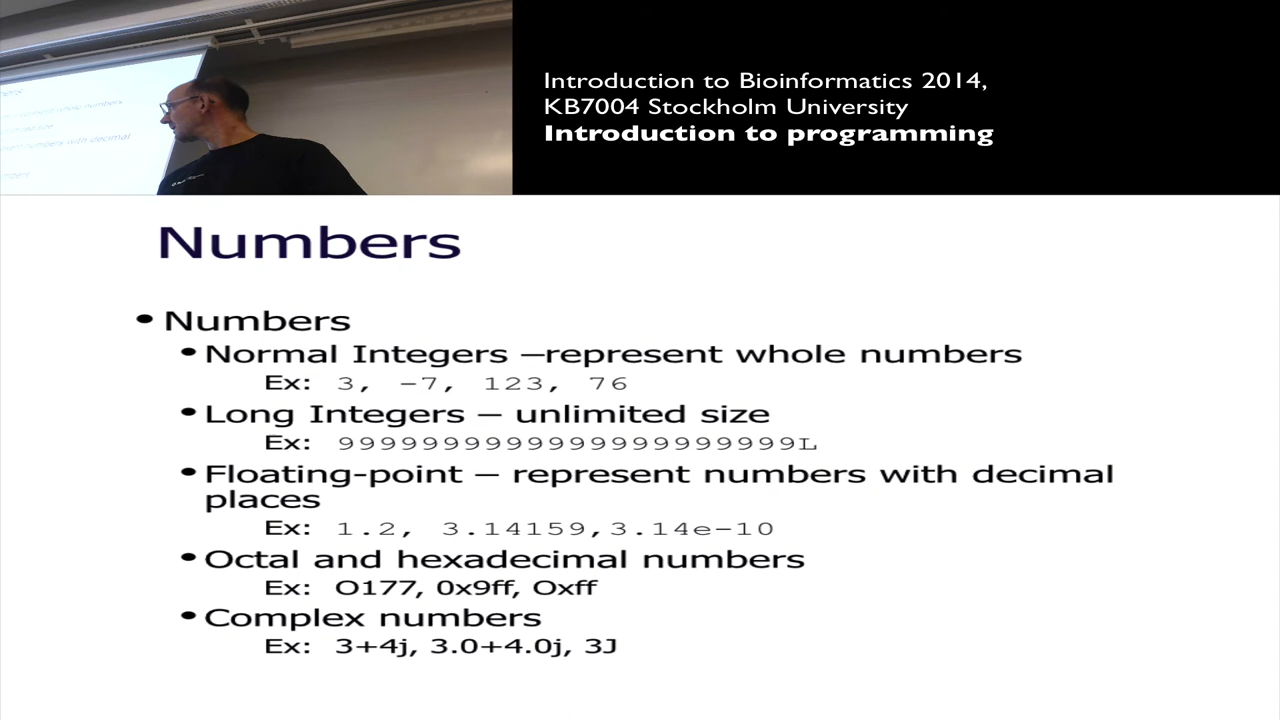 Introduction to Bioinformatics 2014,
KB7004 Stockholm University
Introduction to programming
Numbers
• Numbers
• Normal Integers –represent whole numbers
Ex: 3, -7, 123, 76
• Long Integers – unlimited size
Ex: 9999999999999999999999L
• Floating-point – represent numbers with decimal
places
Ex: 1.2, 3.14159,3.14e-10
• Octal and hexadecimal numbers
Ex: O177, 0x9ff, Oxff
• Complex numbers
Ex: 3+4j, 3.0+4.0j, 3J